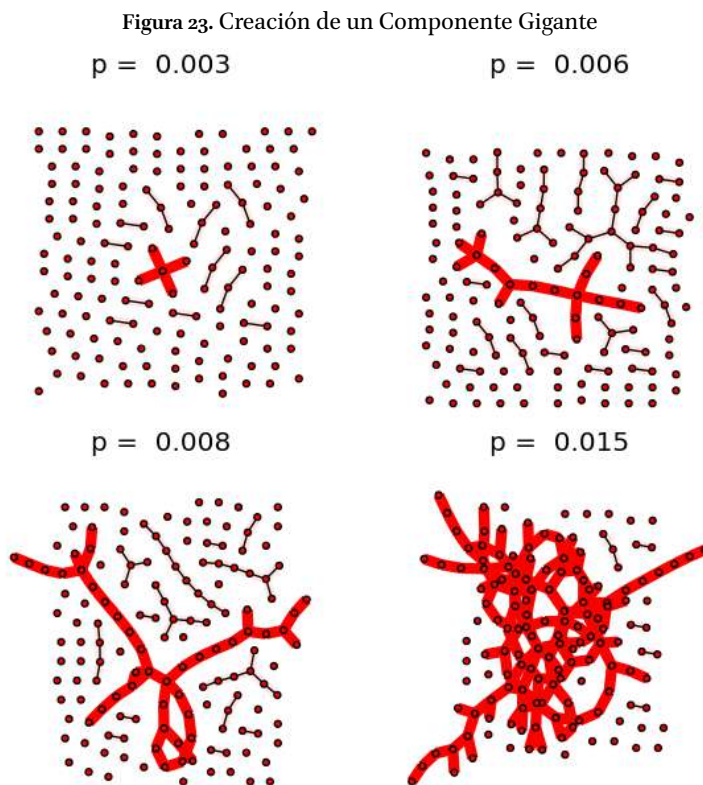 Figura 23. Creación de un Componente Gigante
p = 0.003
p = 0.006
p = 0.008
p = 0.015